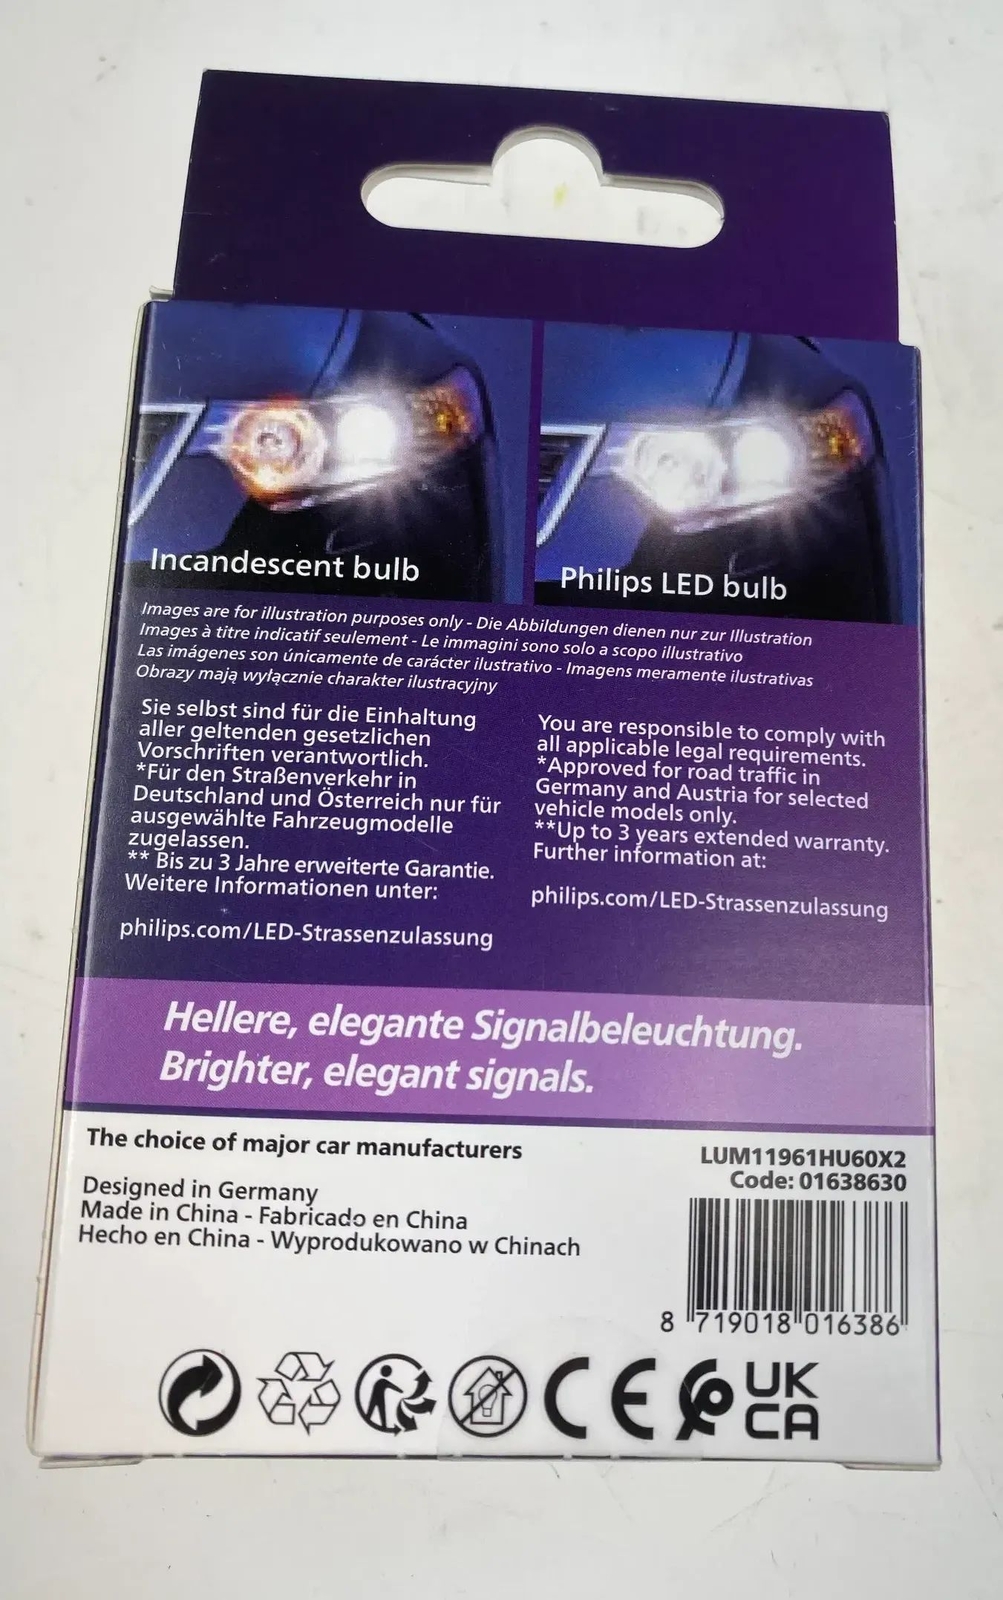 Incandescent bulb
Philips LED bulb
Images are for illustration purposes only - Die Abbildungen dienen nur zur Illustration
Images à titre indicatif seulement - Le immagini sono solo a scopo illustrativo
Las imágenes son únicamente de carácter ilustrativo - Imagens meramente ilustrativas
Obrazy mają wyłącznie charakter ilustracyjny
Sie selbst sind für die Einhaltung
aller geltenden gesetzlichen
Vorschriften verantwortlich.
*Für den Straßenverkehr in
Deutschland und Österreich nur für
ausgewählte Fahrzeugmodelle
zugelassen.
** Bis zu 3 Jahre erweiterte Garantie.
Weitere Informationen unter:
philips.com/LED-Strassenzulassung
You are responsible to comply with
all applicable legal requirements.
*Approved for road traffic in
Germany and Austria for selected
vehicle models only.
**Up to 3 years extended warranty.
Further information at:
philips.com/LED-Strassenzulassung
Hellere, elegante Signalbeleuchtung.
Brighter, elegant signals.
The choice of major car manufacturers
Designed in Germany
Made in China - Fabricado en China
Hecho en China - Wyprodukowano w Chinach
LUM11961HU60X2
Code: 01638630
8 719018 016386
CE
UK
CA